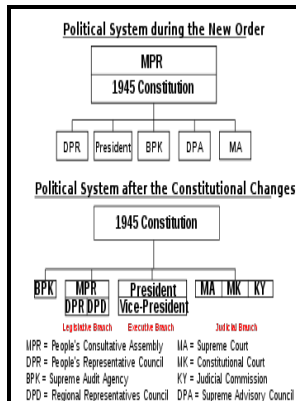 Political System during the New Order
MPR
1945 Constitution
DPR President BPK DPA MA
Political System after the Constitutional Changes
1945 Constitution
BPK MPR President MA MK KY
DPR DPD Vice-President
Legislative Breach Executive Breach Judicial Breach
MPR = People's Consultative Assembly MA = Supreme Court
DPR = People's Representative Council MK = Constitutional Court
BPK = Supreme Audit Agency KY = Judicial Commission
DPD = Regional Representatives Council DPA = Supreme Advisory Council